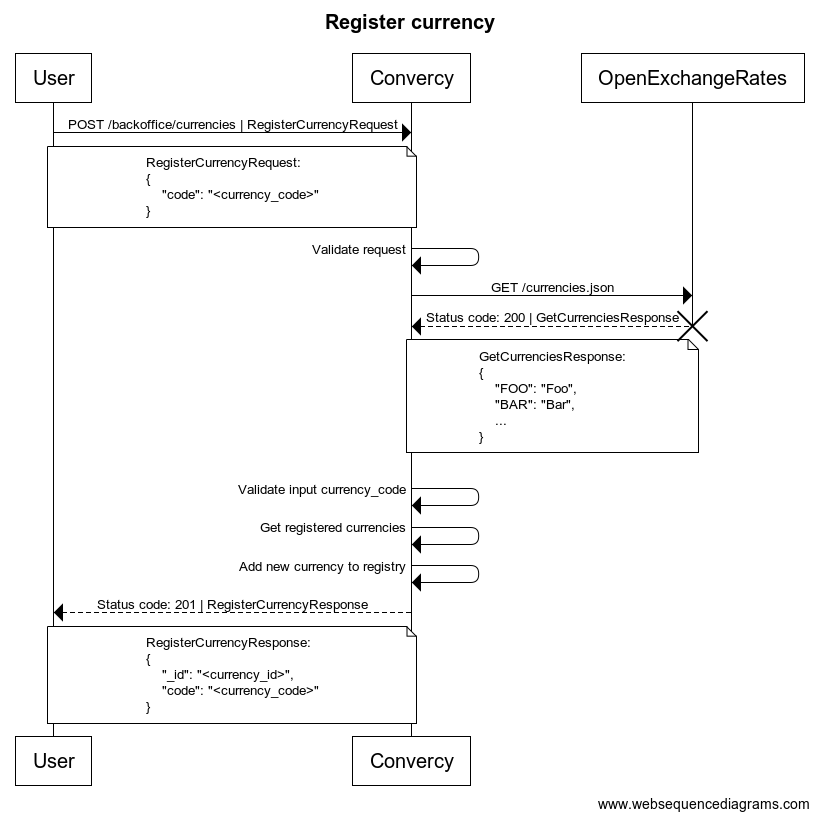 Register currency
User
Convercy
OpenExchangeRates
POST /backoffice/currencies | RegisterCurrencyRequest
RegisterCurrencyRequest:
{
"code": "<currency_code>"
}
Validate request
GET /currencies.json
Status code: 200 | GetCurrenciesResponse
GetCurrenciesResponse:
{
"FOO": "Foo",
"BAR": "Bar",
...
}
Validate input currency_code
Get registered currencies
Add new currency to registry
Status code: 201 | RegisterCurrencyResponse
RegisterCurrencyResponse:
{
"_id": "<currency_id>",
"code": "<currency_code>"
}
User
Convercy
www.websequencediagrams.com